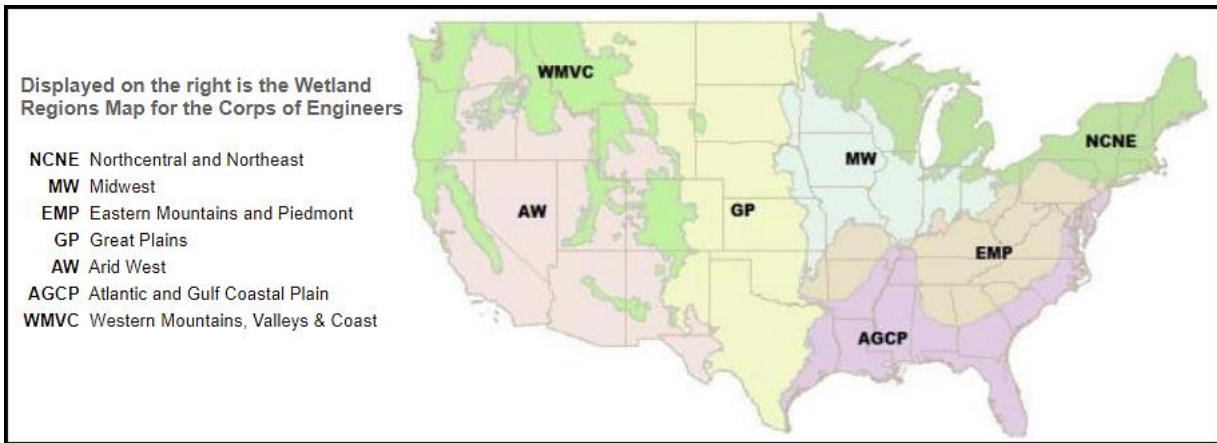 Displayed on the right is the Wetland
Regions Map for the Corps of Engineers
NCNE Northcentral and Northeast
MW Midwest
EMP Eastern Mountains and Piedmont
GP Great Plains
AW Arid West
AGCP Atlantic and Gulf Coastal Plain
WMVC Western Mountains, Valleys & Coast
WMVC
NCNE
MW
AW
GP
EMP
AGCP